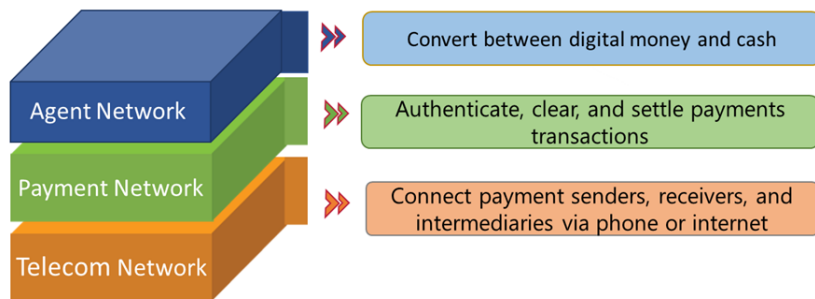 Agent Network
Convert between digital money and cash
Payment Network
Authenticate, clear, and settle payments
transactions
Telecom Network
Connect payment senders, receivers, and
intermediaries via phone or internet